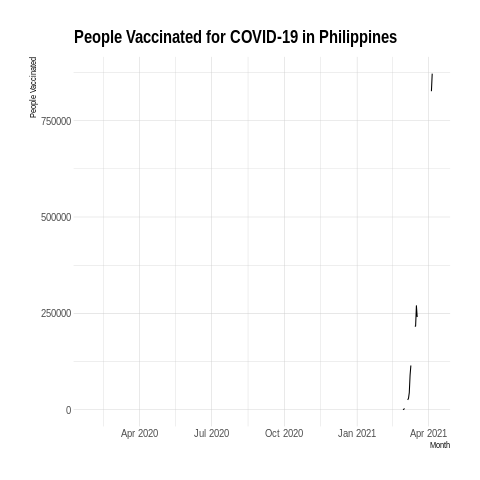 People Vaccinated for COVID-19 in Philippines
People Vaccinated
750000
500000
250000
0
Apr 2020 Jul 2020 Oct 2020 Jan 2021 Apr 2021
Month